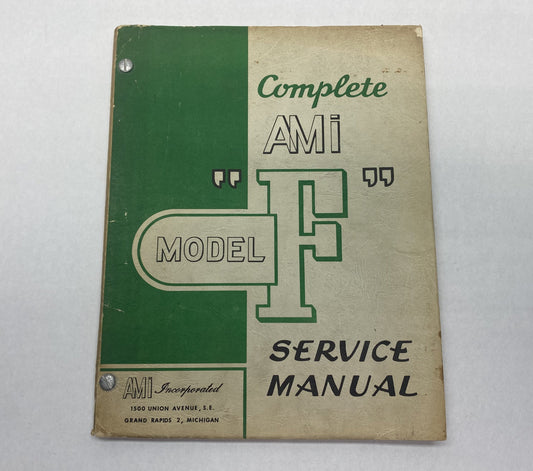 Complete
AMi
"F"
MODEL
SERVICE
MANUAL
AMI Incorporated
1500 UNION AVENUE, S.E.
GRAND RAPIDS 2, MICHIGAN